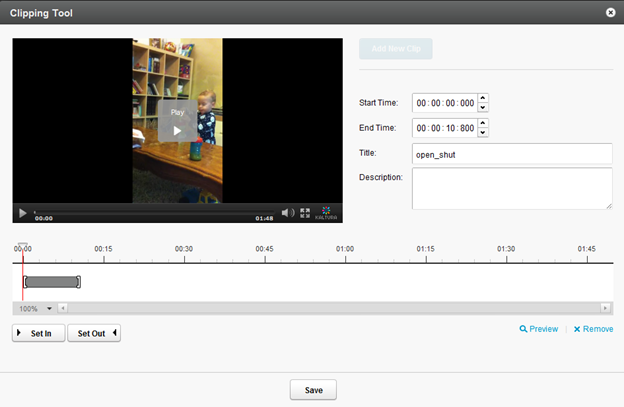 Clipping Tool
Play
00:00
01:48
KALTURA
Add New Clip
Start Time: 00:00:00:000
End Time: 00:00:10:800
Title: open_shut
Description:
00:00 00:15 00:30 00:45 01:00 01:15 01:30 01:45
100%
Set In Set Out
Preview | Remove
Save